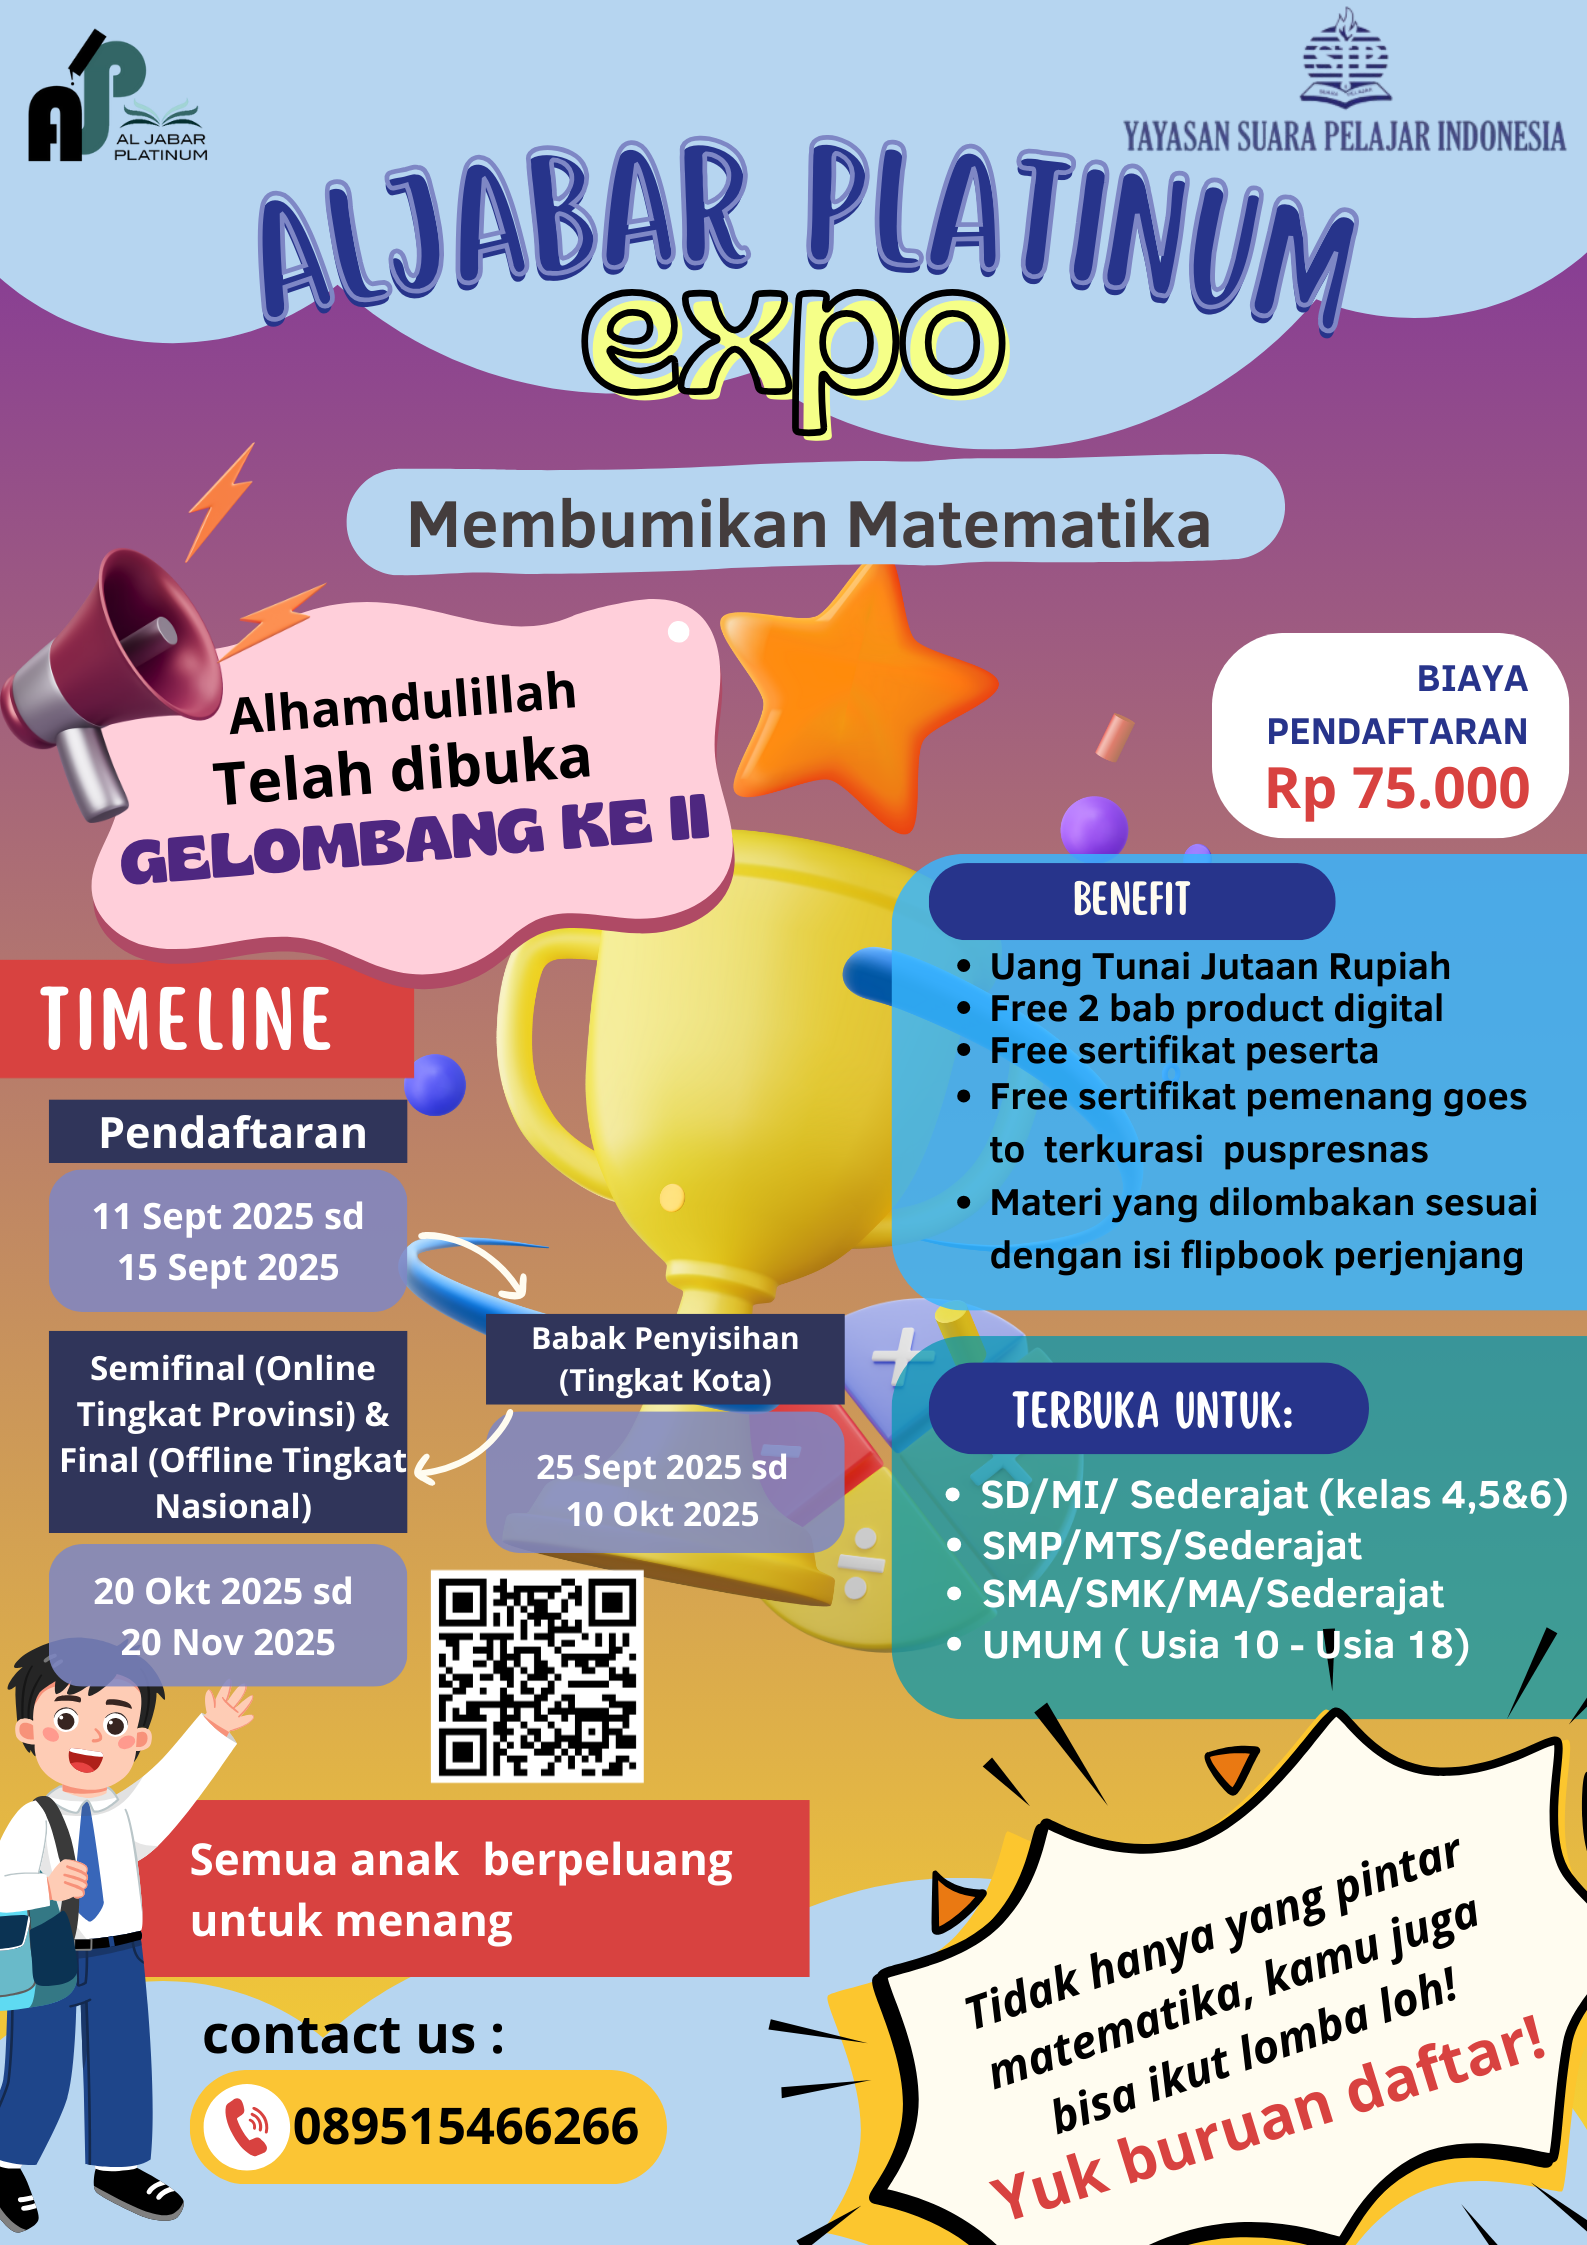 AL JABAR
PLATINUM
YAYASAN SUARA PELAJAR INDONESIA
ALJABAR PLATINUM
expo
Membumikan Matematika
Alhamdulillah
Telah dibuka
GELOMBANG KE II
BIAYA
PENDAFTARAN
Rp 75.000
BENEFIT
• Uang Tunai Jutaan Rupiah
• Free 2 bab product digital
• Free sertifikat peserta
• Free sertifikat pemenang goes
to terkurasi puspresnas
• Materi yang dilombakan sesuai
dengan isi flipbook perjenjang
TIMELINE
Pendaftaran
11 Sept 2025 sd
15 Sept 2025
Babak Penyisihan
(Tingkat Kota)
25 Sept 2025 sd
10 Okt 2025
Semifinal (Online
Tingkat Provinsi) &
Final (Offline Tingkat
Nasional)
20 Okt 2025 sd
20 Nov 2025
TERBUKA UNTUK:
• SD/MI/ Sederajat (kelas 4,5&6)
• SMP/MTS/Sederajat
• SMA/SMK/MA/Sederajat
• UMUM ( Usia 10 - Usia 18)
Semua anak berpeluang
untuk menang
contact us :
089515466266
Tidak hanya yang pintar
matematika, kamu juga
bisa ikut lomba loh!
Yuk buruan daftar!